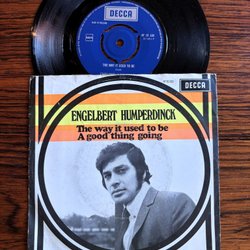 DECCA
THE WAY IT USED TO BE
ENGELBERT HUMPERDINCK
The way it used to be
A good thing going
DECCA